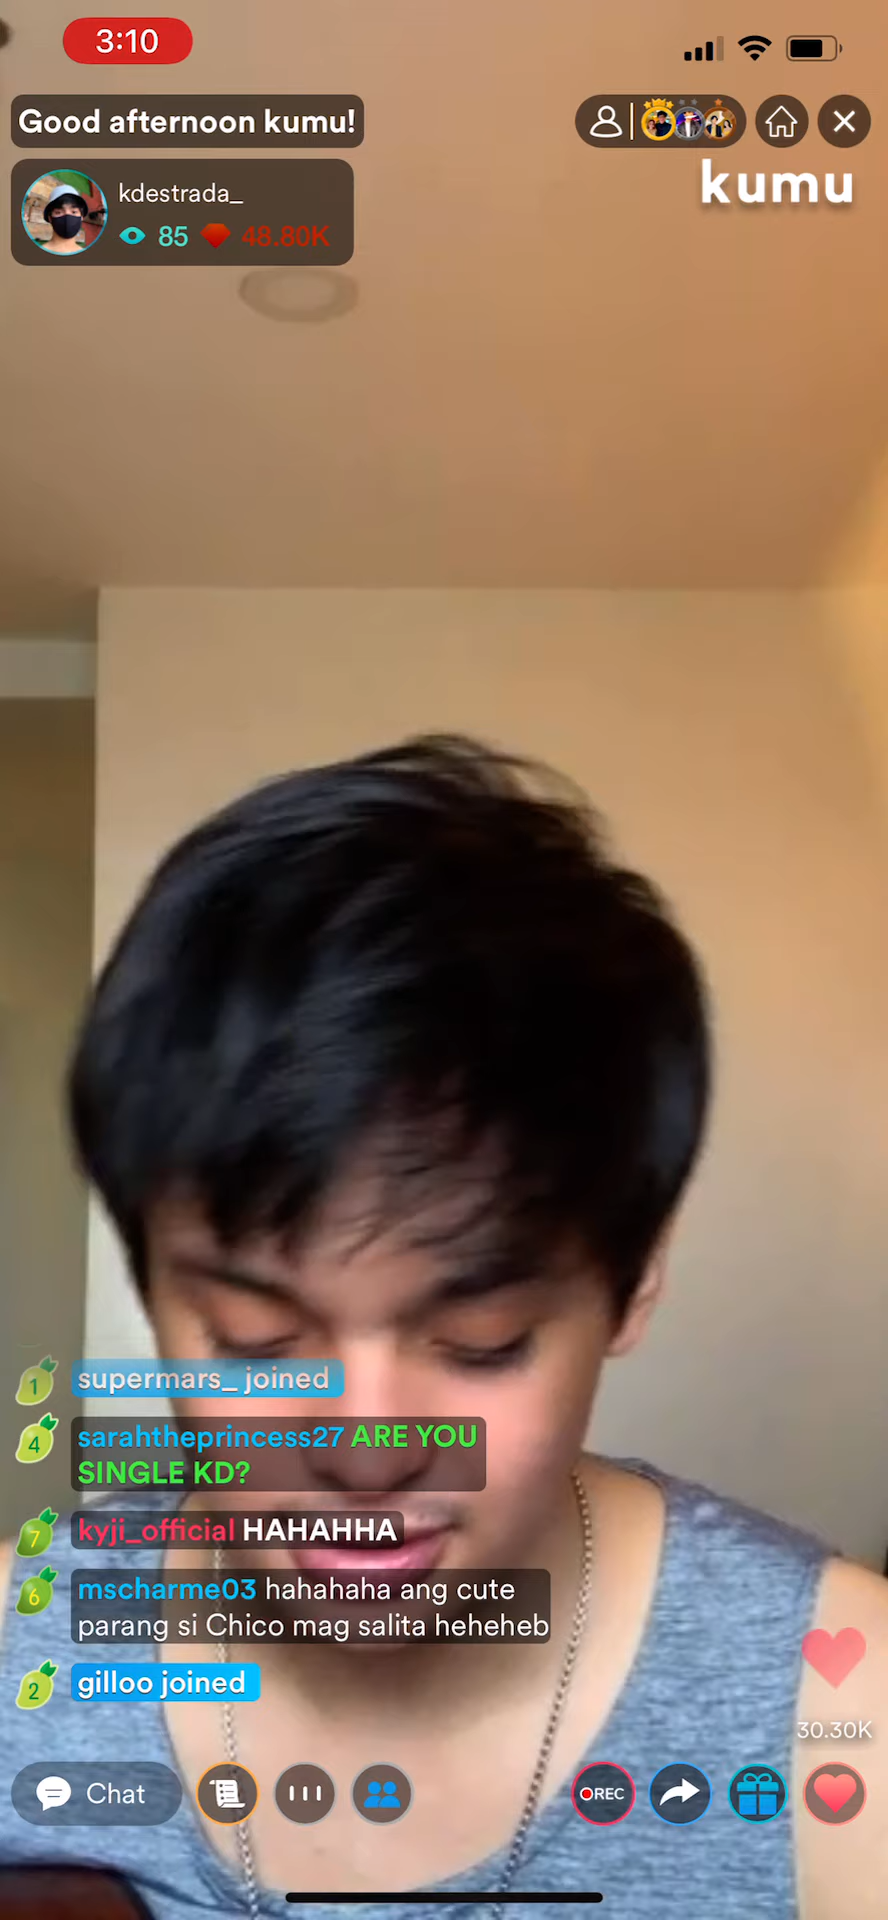 3:10
Good afternoon kumu!
kumu
kdestrada_
85 48.80K
1 supermars_ joined
4 sarahtheprincess27 ARE YOU
SINGLE KD?
7 kyji_official HAHAHHA
6 mscharme03 hahahaha ang cute
parang si Chico mag salita heheheb
2 gilloo joined
30.30K
Chat
REC